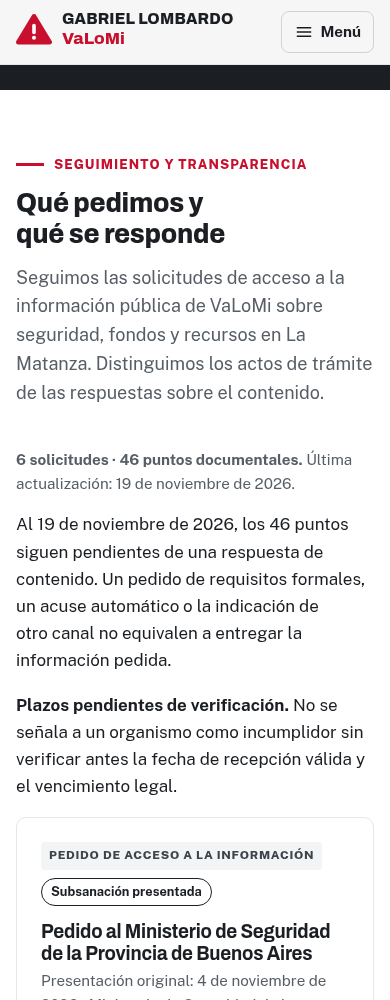 GABRIEL LOMBARDO
VaLoMi
Menú
SEGUIMIENTO Y TRANSPARENCIA
Qué pedimos y
qué se responde
Seguimos las solicitudes de acceso a la
información pública de VaLoMi sobre
seguridad, fondos y recursos en La
Matanza. Distinguimos los actos de trámite
de las respuestas sobre el contenido.
6 solicitudes · 46 puntos documentales. Última
actualización: 19 de noviembre de 2026.
Al 19 de noviembre de 2026, los 46 puntos
siguen pendientes de una respuesta de
contenido. Un pedido de requisitos formales,
un acuse automático o la indicación de
otro canal no equivalen a entregar la
información pedida.
Plazos pendientes de verificación. No se
señala a un organismo como incumplidor sin
verificar antes la fecha de recepción válida y
el vencimiento legal.
PEDIDO DE ACCESO A LA INFORMACIÓN
Subsanación presentada
Pedido al Ministerio de Seguridad
de la Provincia de Buenos Aires
Presentación original: 4 de noviembre de